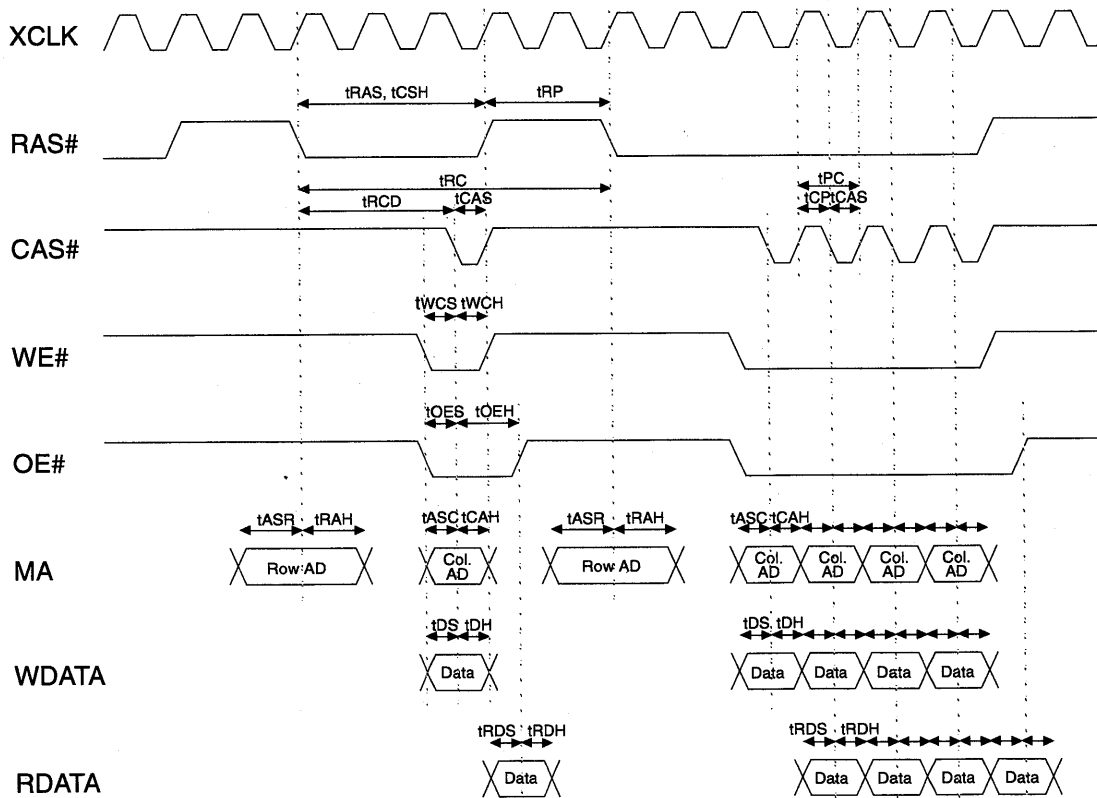 XCLK
tRAS, tCSH tRP
RAS#
tRC tPC
tRCD tCAS tCP tCAS
CAS#
tWCS tWCH
WE#
tOES tOEH
OE#
tASR tRAH tASC tCAH tASR tRAH tASC tCAH
MA Row AD Col. AD Row AD Col. AD Col. AD Col. AD Col. AD
tDS tDH tDS, tDH
WDATA Data Data Data Data Data
tRDS tRDH tRDS tRDH
RDATA Data Data Data Data Data